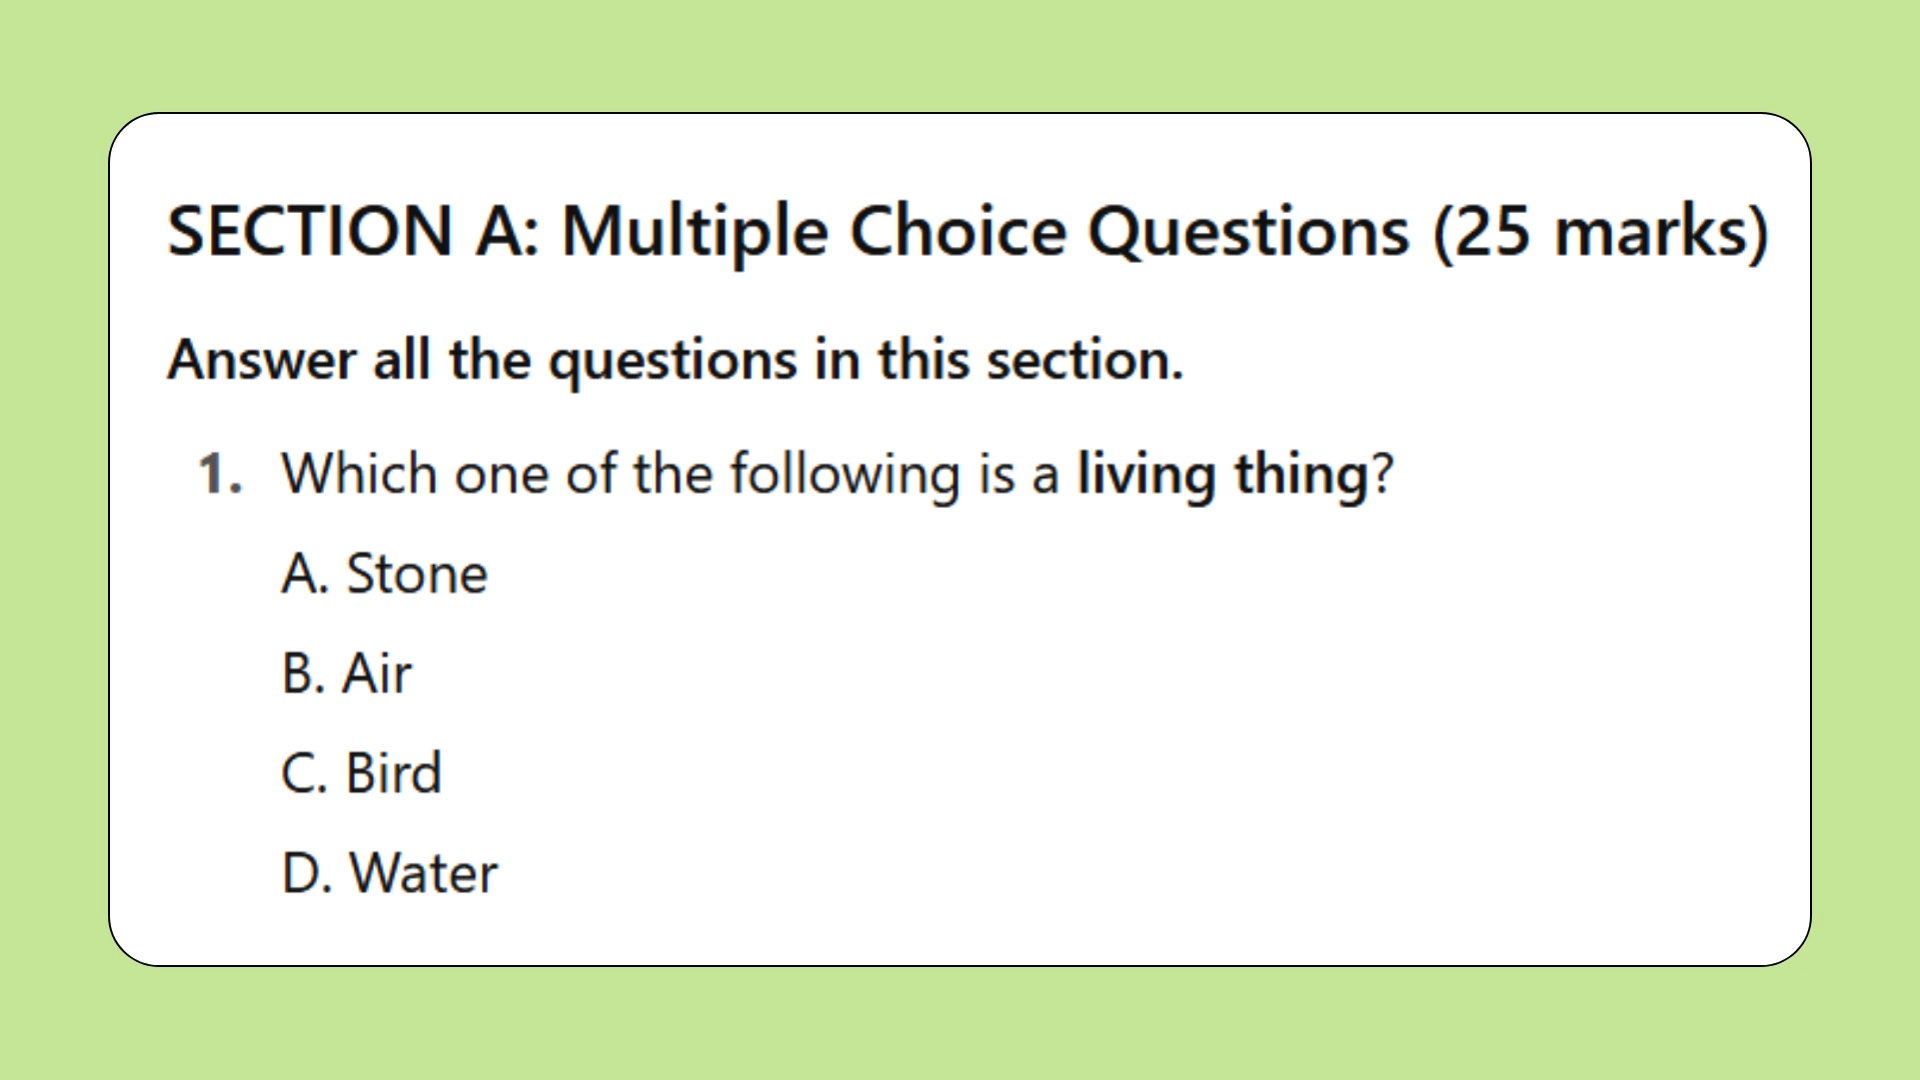 SECTION A: Multiple Choice Questions (25 marks)
Answer all the questions in this section.
1. Which one of the following is a living thing?
A. Stone
B. Air
C. Bird
D. Water